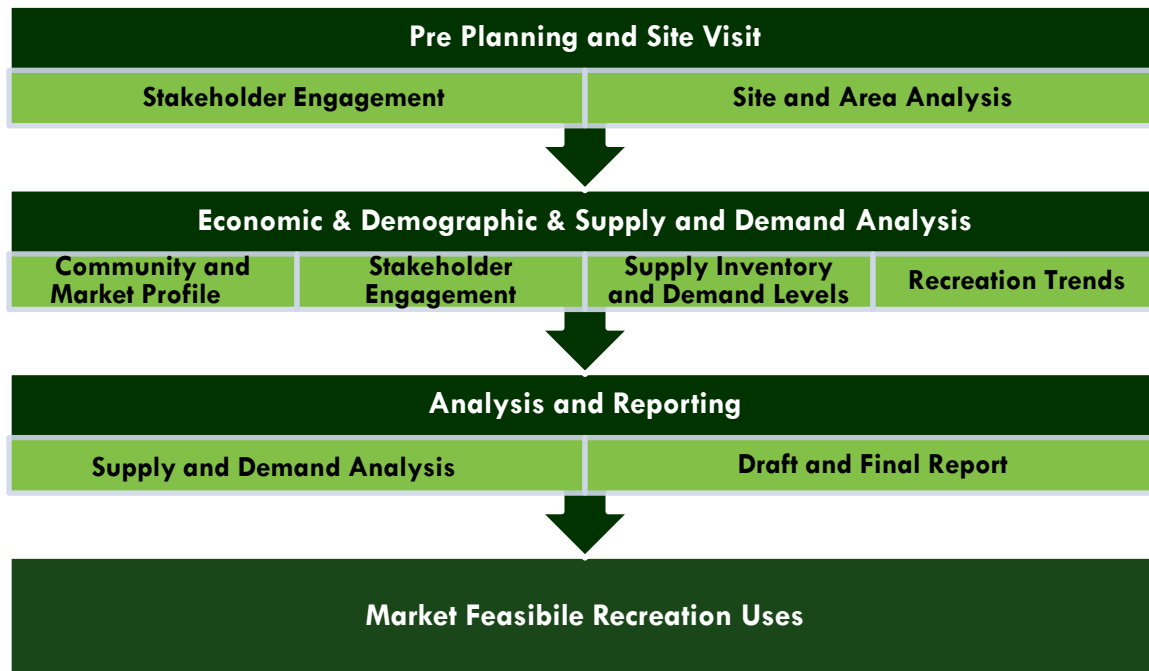 Pre Planning and Site Visit
Stakeholder Engagement
Site and Area Analysis
Economic & Demographic & Supply and Demand Analysis
Community and
Market Profile
Stakeholder
Engagement
Supply Inventory
and Demand Levels
Recreation Trends
Analysis and Reporting
Supply and Demand Analysis
Draft and Final Report
Market Feasibile Recreation Uses